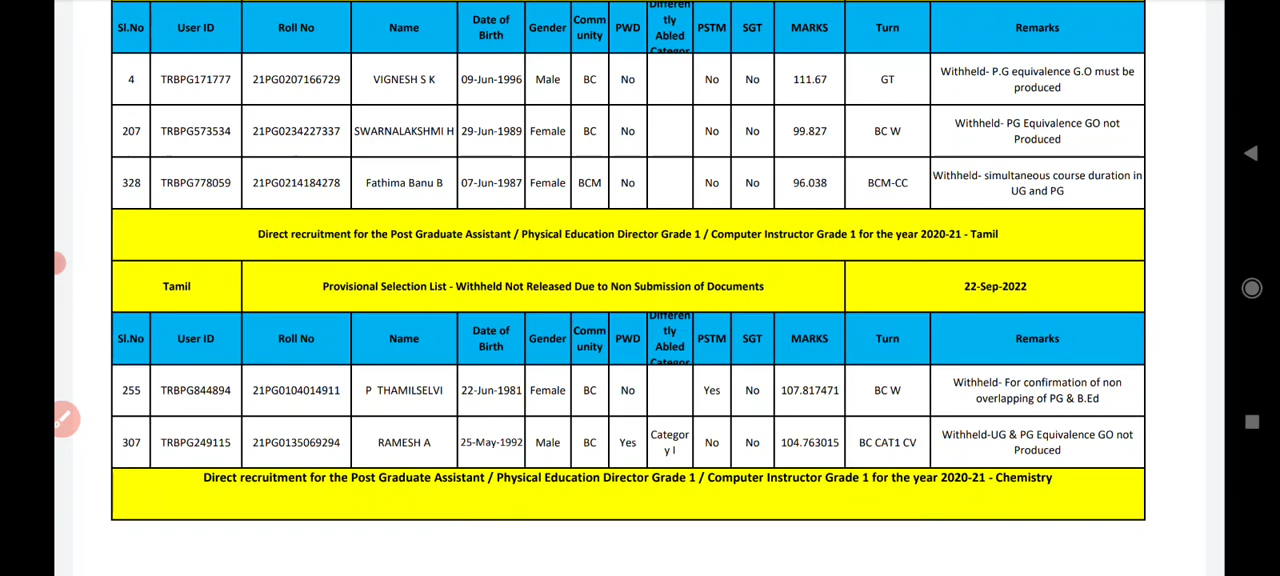 Sl.No User ID Roll No Name Date of Birth Gender Community PWD Differently Abled Categor PSTM SGT MARKS Turn Remarks
4 TRBPG171777 21PG0207166729 VIGNESH S K 09-Jun-1996 Male BC No No No 111.67 GT Withheld- P.G equivalence G.O must be produced
207 TRBPG573534 21PG0234227337 SWARNALAKSHMI H 29-Jun-1989 Female BC No No No 99.827 BC W Withheld- PG Equivalence GO not Produced
328 TRBPG778059 21PG0214184278 Fathima Banu B 07-Jun-1987 Female BCM No No No 96.038 BCM-CC Withheld- simultaneous course duration in UG and PG
Direct recruitment for the Post Graduate Assistant / Physical Education Director Grade 1 / Computer Instructor Grade 1 for the year 2020-21 - Tamil
Tamil Provisional Selection List - Withheld Not Released Due to Non Submission of Documents 22-Sep-2022
Sl.No User ID Roll No Name Date of Birth Gender Community PWD Differently Abled Categor PSTM SGT MARKS Turn Remarks
255 TRBPG844894 21PG0104014911 P THAMILSELVI 22-Jun-1981 Female BC No Yes No 107.817471 BC W Withheld- For confirmation of non overlapping of PG & B.Ed
307 TRBPG249115 21PG0135069294 RAMESH A 25-May-1992 Male BC Yes Category I No No 104.763015 BC CAT1 CV Withheld-UG & PG Equivalence GO not Produced
Direct recruitment for the Post Graduate Assistant / Physical Education Director Grade 1 / Computer Instructor Grade 1 for the year 2020-21 - Chemistry